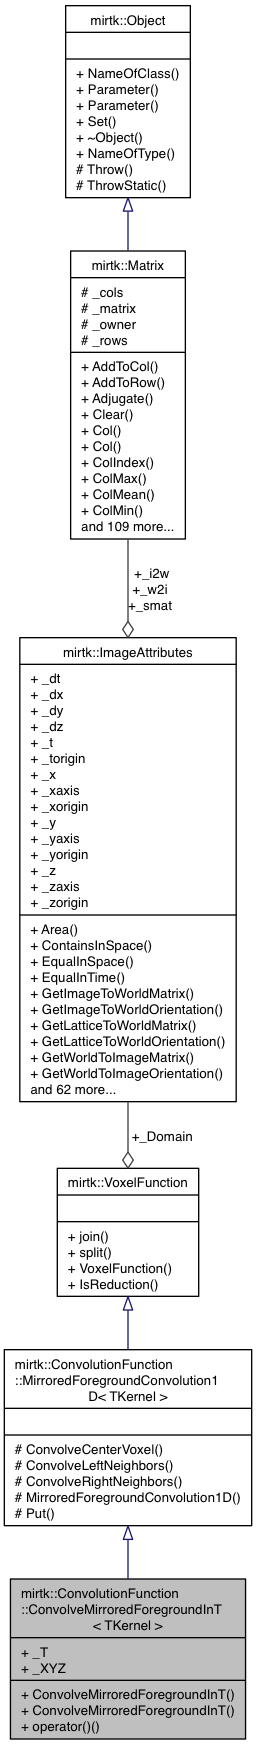 mirtk::Object
+ NameOfClass()
+ Parameter()
+ Parameter()
+ Set()
+ ~Object()
+ NameOfType()
# Throw()
# ThrowStatic()
mirtk::Matrix
# _cols
# _matrix
# _owner
# _rows
+ AddToCol()
+ AddToRow()
+ Adjugate()
+ Clear()
+ Col()
+ Col()
+ ColIndex()
+ ColMax()
+ ColMean()
+ ColMin()
and 109 more...
+_i2w
+_w2i
+_smat
mirtk::ImageAttributes
+ _dt
+ _dx
+ _dy
+ _dz
+ _t
+ _torigin
+ _x
+ _xaxis
+ _xorigin
+ _y
+ _yaxis
+ _yorigin
+ _z
+ _zaxis
+ _zorigin
+ Area()
+ ContainsInSpace()
+ EqualInSpace()
+ EqualInTime()
+ GetImageToWorldMatrix()
+ GetImageToWorldOrientation()
+ GetLatticeToWorldMatrix()
+ GetLatticeToWorldOrientation()
+ GetWorldToImageMatrix()
+ GetWorldToImageOrientation()
and 62 more...
+_Domain
mirtk::VoxelFunction
+ join()
+ split()
+ VoxelFunction()
+ IsReduction()
mirtk::ConvolutionFunction
::MirroredForegroundConvolution1
D< TKernel >
# ConvolveCenterVoxel()
# ConvolveLeftNeighbors()
# ConvolveRightNeighbors()
# MirroredForegroundConvolution1D()
# Put()
mirtk::ConvolutionFunction
::ConvolveMirroredForegroundInT
< TKernel >
+ _T
+ _XYZ
+ ConvolveMirroredForegroundInT()
+ ConvolveMirroredForegroundInT()
+ operator()()